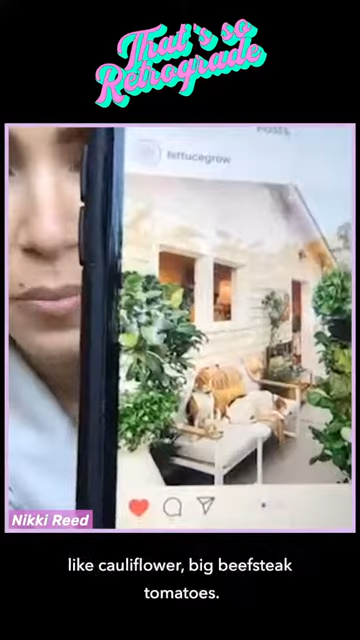 That's so
Retrograde
POSTS
lettucegrow
Nikki Reed
like cauliflower, big beefsteak
tomatoes.